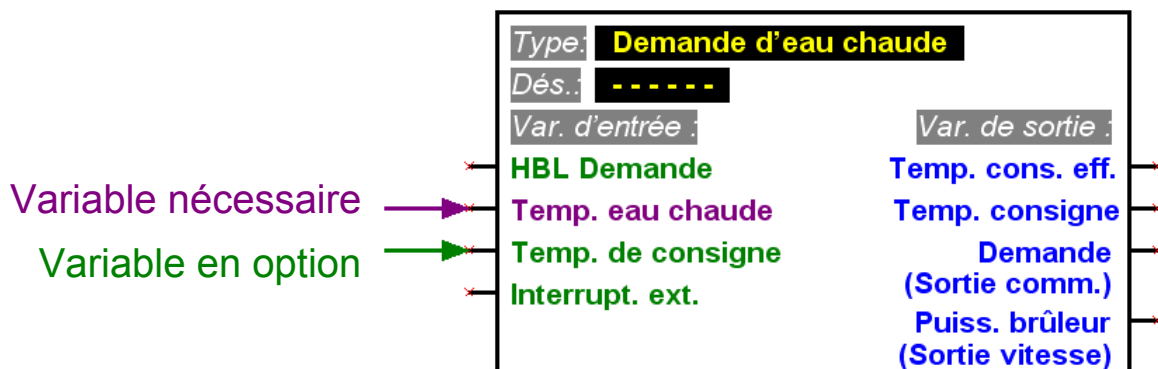 Type: Demande d'eau chaude
Dés.: - - - - - -
Var. d'entrée : Var. de sortie :
HBL Demande Temp. cons. eff.
Variable nécessaire Temp. eau chaude Temp. consigne
Variable en option Temp. de consigne Demande
Interrupt. ext. (Sortie comm.)
Puiss. brûleur
(Sortie vitesse)